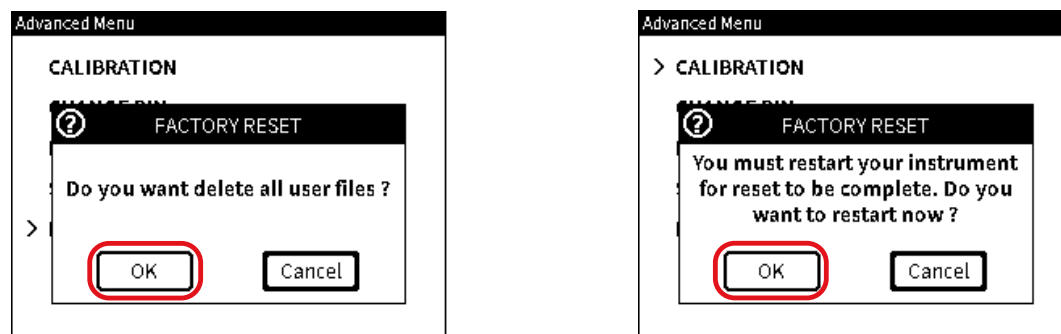 Advanced Menu
CALIBRATION
FACTORY RESET
Do you want delete all user files ?
OK
Cancel
Advanced Menu
> CALIBRATION
FACTORY RESET
You must restart your instrument
for reset to be complete. Do you
want to restart now ?
OK
Cancel